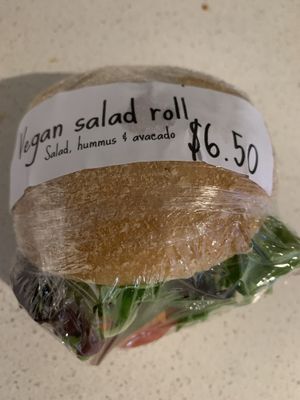 Vegan salad roll
Salad, hummus & avacado
$6.50